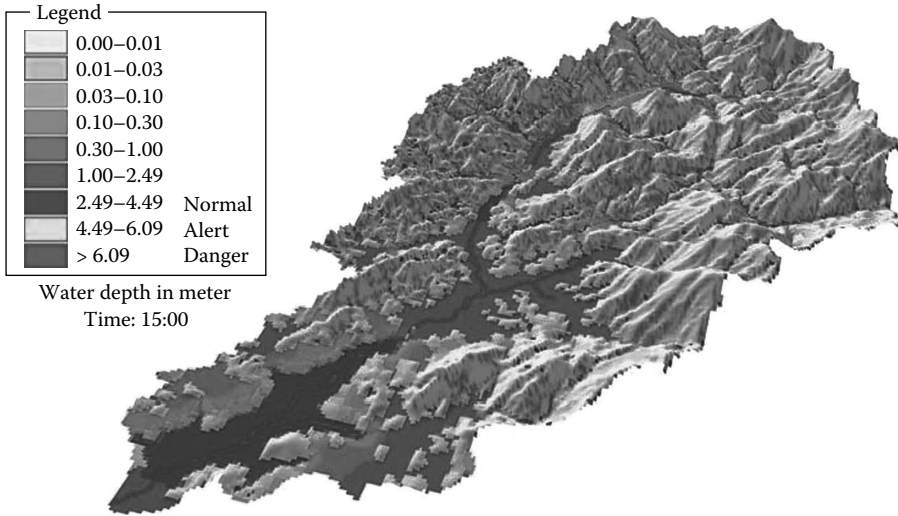 Legend
0.00–0.01
0.01–0.03
0.03–0.10
0.10–0.30
0.30–1.00
1.00–2.49
2.49–4.49 Normal
4.49–6.09 Alert
> 6.09 Danger
Water depth in meter
Time: 15:00